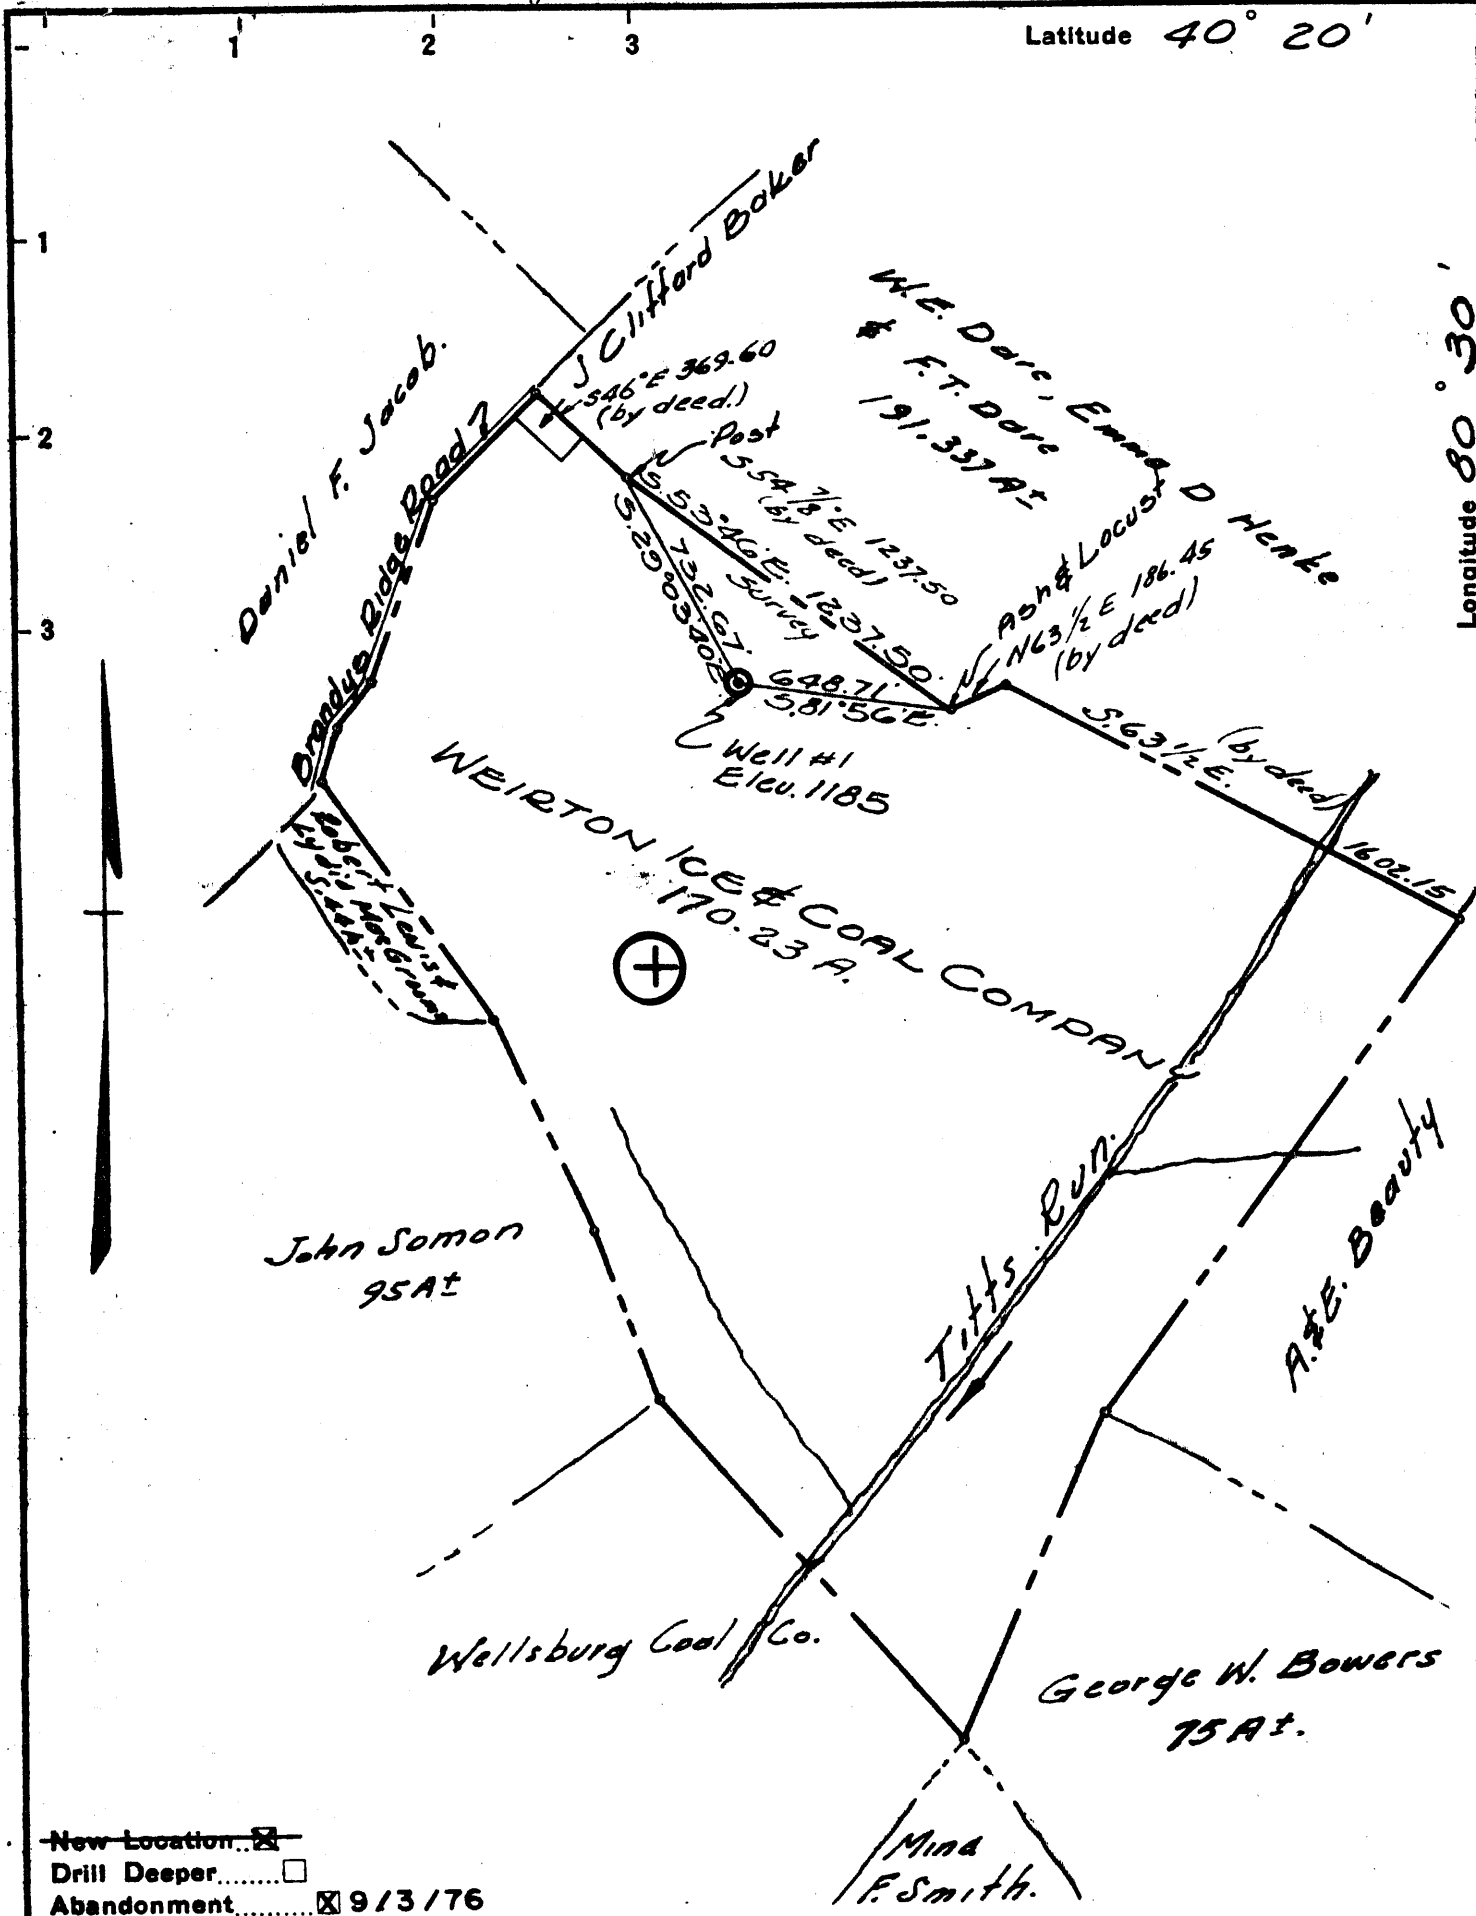 Latitude 40° 20'
1 2 3
1
2
3
Longitude 80° 30'
J Clifford Baker
Daniel F. Jacob.
S46°E 369.60
(by deed.)
Post
S54 7/8°E 1237.50
(by deed)
W.E. Dare, Emma D Henke
& F.T. Dare
191.337 A±
S.53°46'E. 1237.50.
Survey
S.29°03'40"E.
732.67.
Ash & Locust
N63 1/2 E 186.45
(by deed)
648.71'
S.81°56'E.
Well #1
Elev. 1185
S.63 1/2 E. (by deed)
1602.15
Ridge Road
Robert Lewis &
Lydia
5.44A±
WEIRTON ICE & COAL COMPANY
170.23 A.
John Somon
95A±
Titts Run.
A.&E. Beauty
Wellsburg Coal Co.
George W. Bowers
75 A±.
Mina
F. Smith.
New Location..☒
Drill Deeper........☐
Abandonment.........☒ 9/3/76